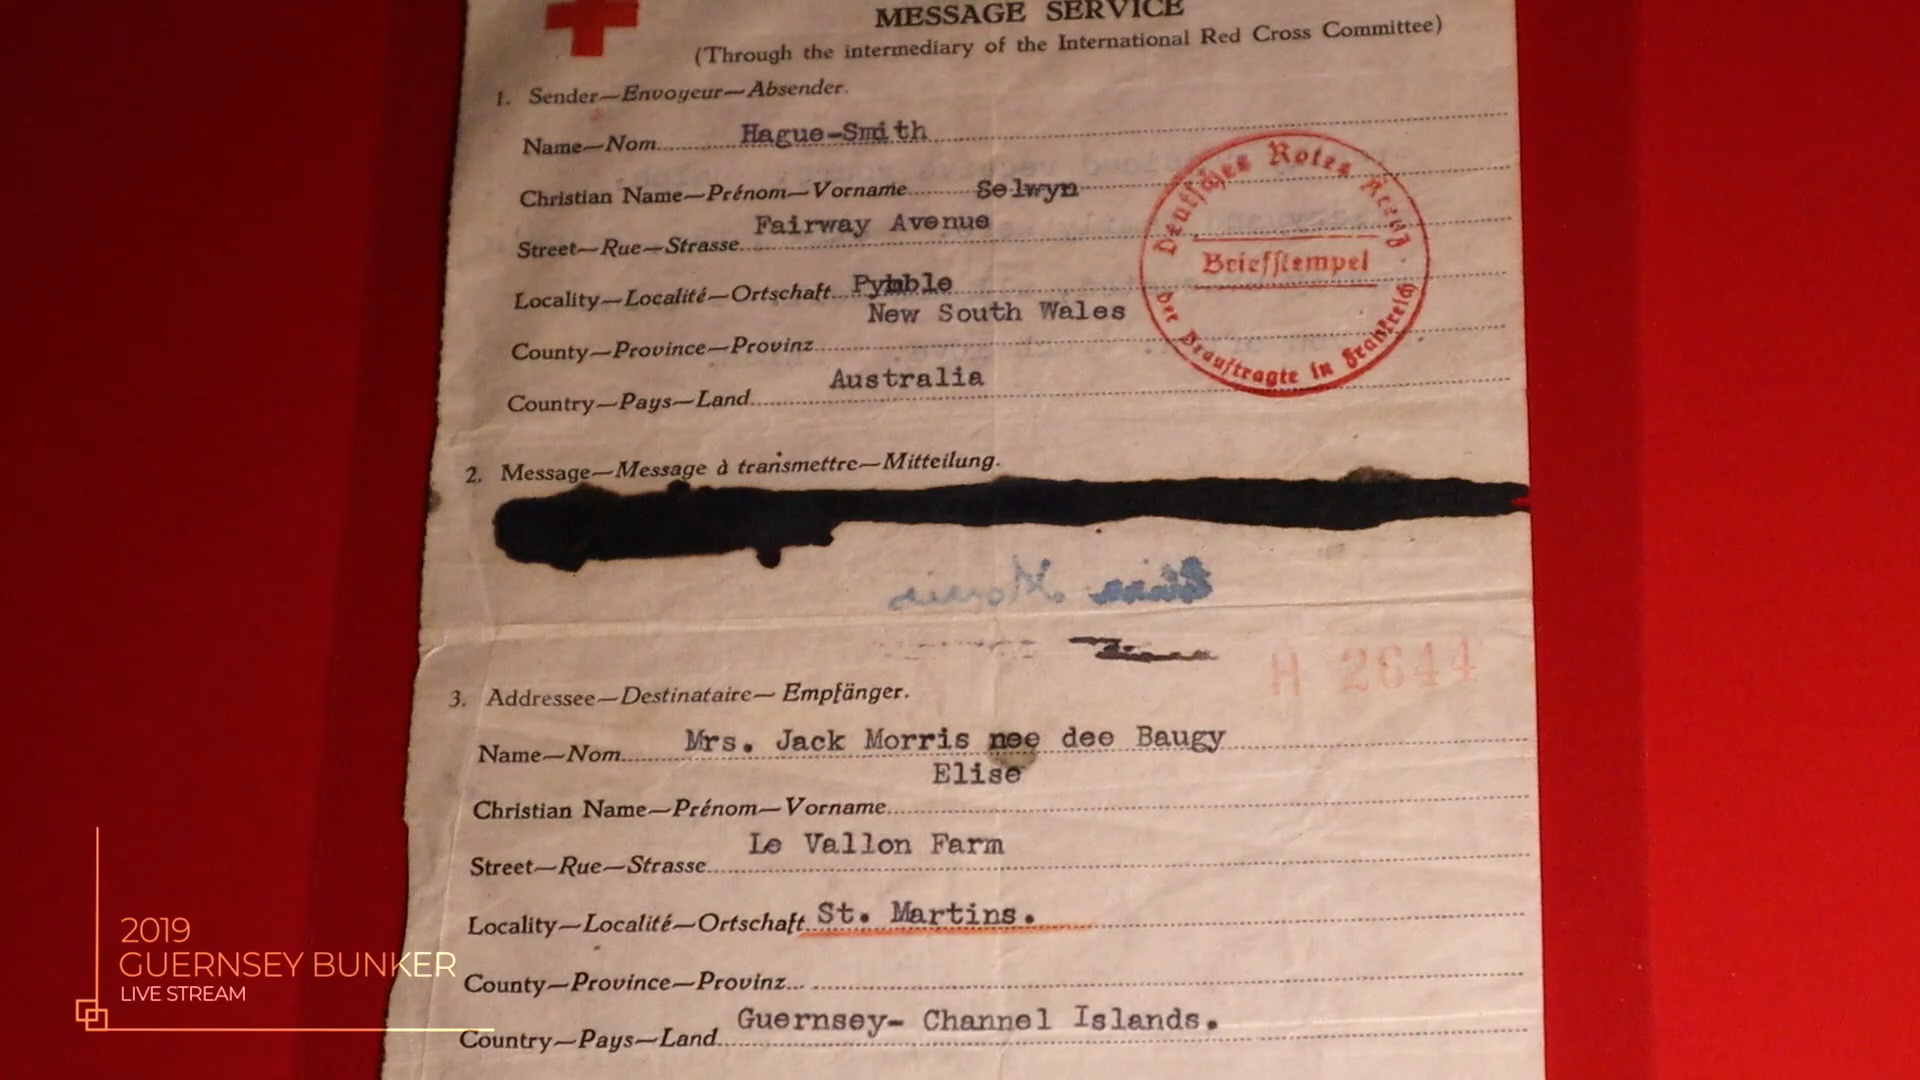 MESSAGE SERVICE
(Through the intermediary of the International Red Cross Committee)
1. Sender—Envoyeur—Absender.
Name—Nom Hague-Smith
Christian Name—Prénom—Vorname Selwyn
Fairway Avenue
Street—Rue—Strasse
Locality—Localité—Ortschaft Pymble
New South Wales
County—Province—Provinz
Australia
Country—Pays—Land
Deutsches Rotes Kreuz
Briefstempel
der Beauftragte in Frankreich
2. Message—Message à transmettre—Mitteilung.
H 2644
3. Addressee—Destinataire—Empfänger.
Name—Nom Mrs. Jack Morris nee dee Baugy
Elise
Christian Name—Prénom—Vorname
Le Vallon Farm
Street—Rue—Strasse
Locality—Localité—Ortschaft St. Martins.
County—Province—Provinz
Guernsey- Channel Islands.
Country—Pays—Land
2019
GUERNSEY BUNKER
LIVE STREAM